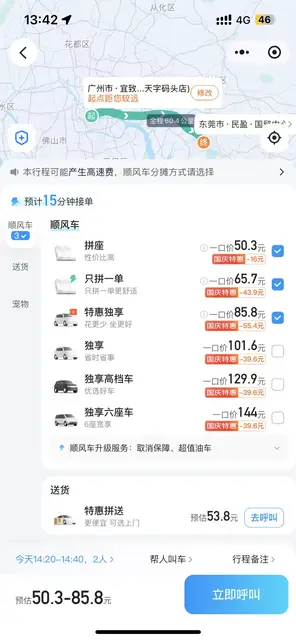 13:42
4G 46
从化区
花都区
广州市 · 宜致...天字码头店)
起点距您较远
修改
起
全程60.4公里
东莞市 · 民盈 · 国贸中心
佛山市
终
本行程可能产生高速费，顺风车分摊方式请选择
预计15分钟接单
顺风车
3
送货
宠物
顺风车
拼座
一口价50.3元
性价比高
国庆特惠 -16元
只拼一单
一口价65.7元
只拼一单更舒适
国庆特惠 -43.9元
特惠独享
一口价85.8元
花更少 坐更好
国庆特惠 -55.4元
独享
一口价101.6元
省时省事
国庆特惠 -39.6元
独享高档车
一口价129.9元
优选好车
国庆特惠 -39.6元
独享六座车
一口价144元
6座宽享
国庆特惠 -39.6元
顺风车升级服务：取消保障、超值油车
送货
特惠拼送
预估53.8元
去呼叫
更便宜 可选上门
今天14:20-14:40，2人
帮人叫车
行程备注
预估50.3-85.8元
立即呼叫